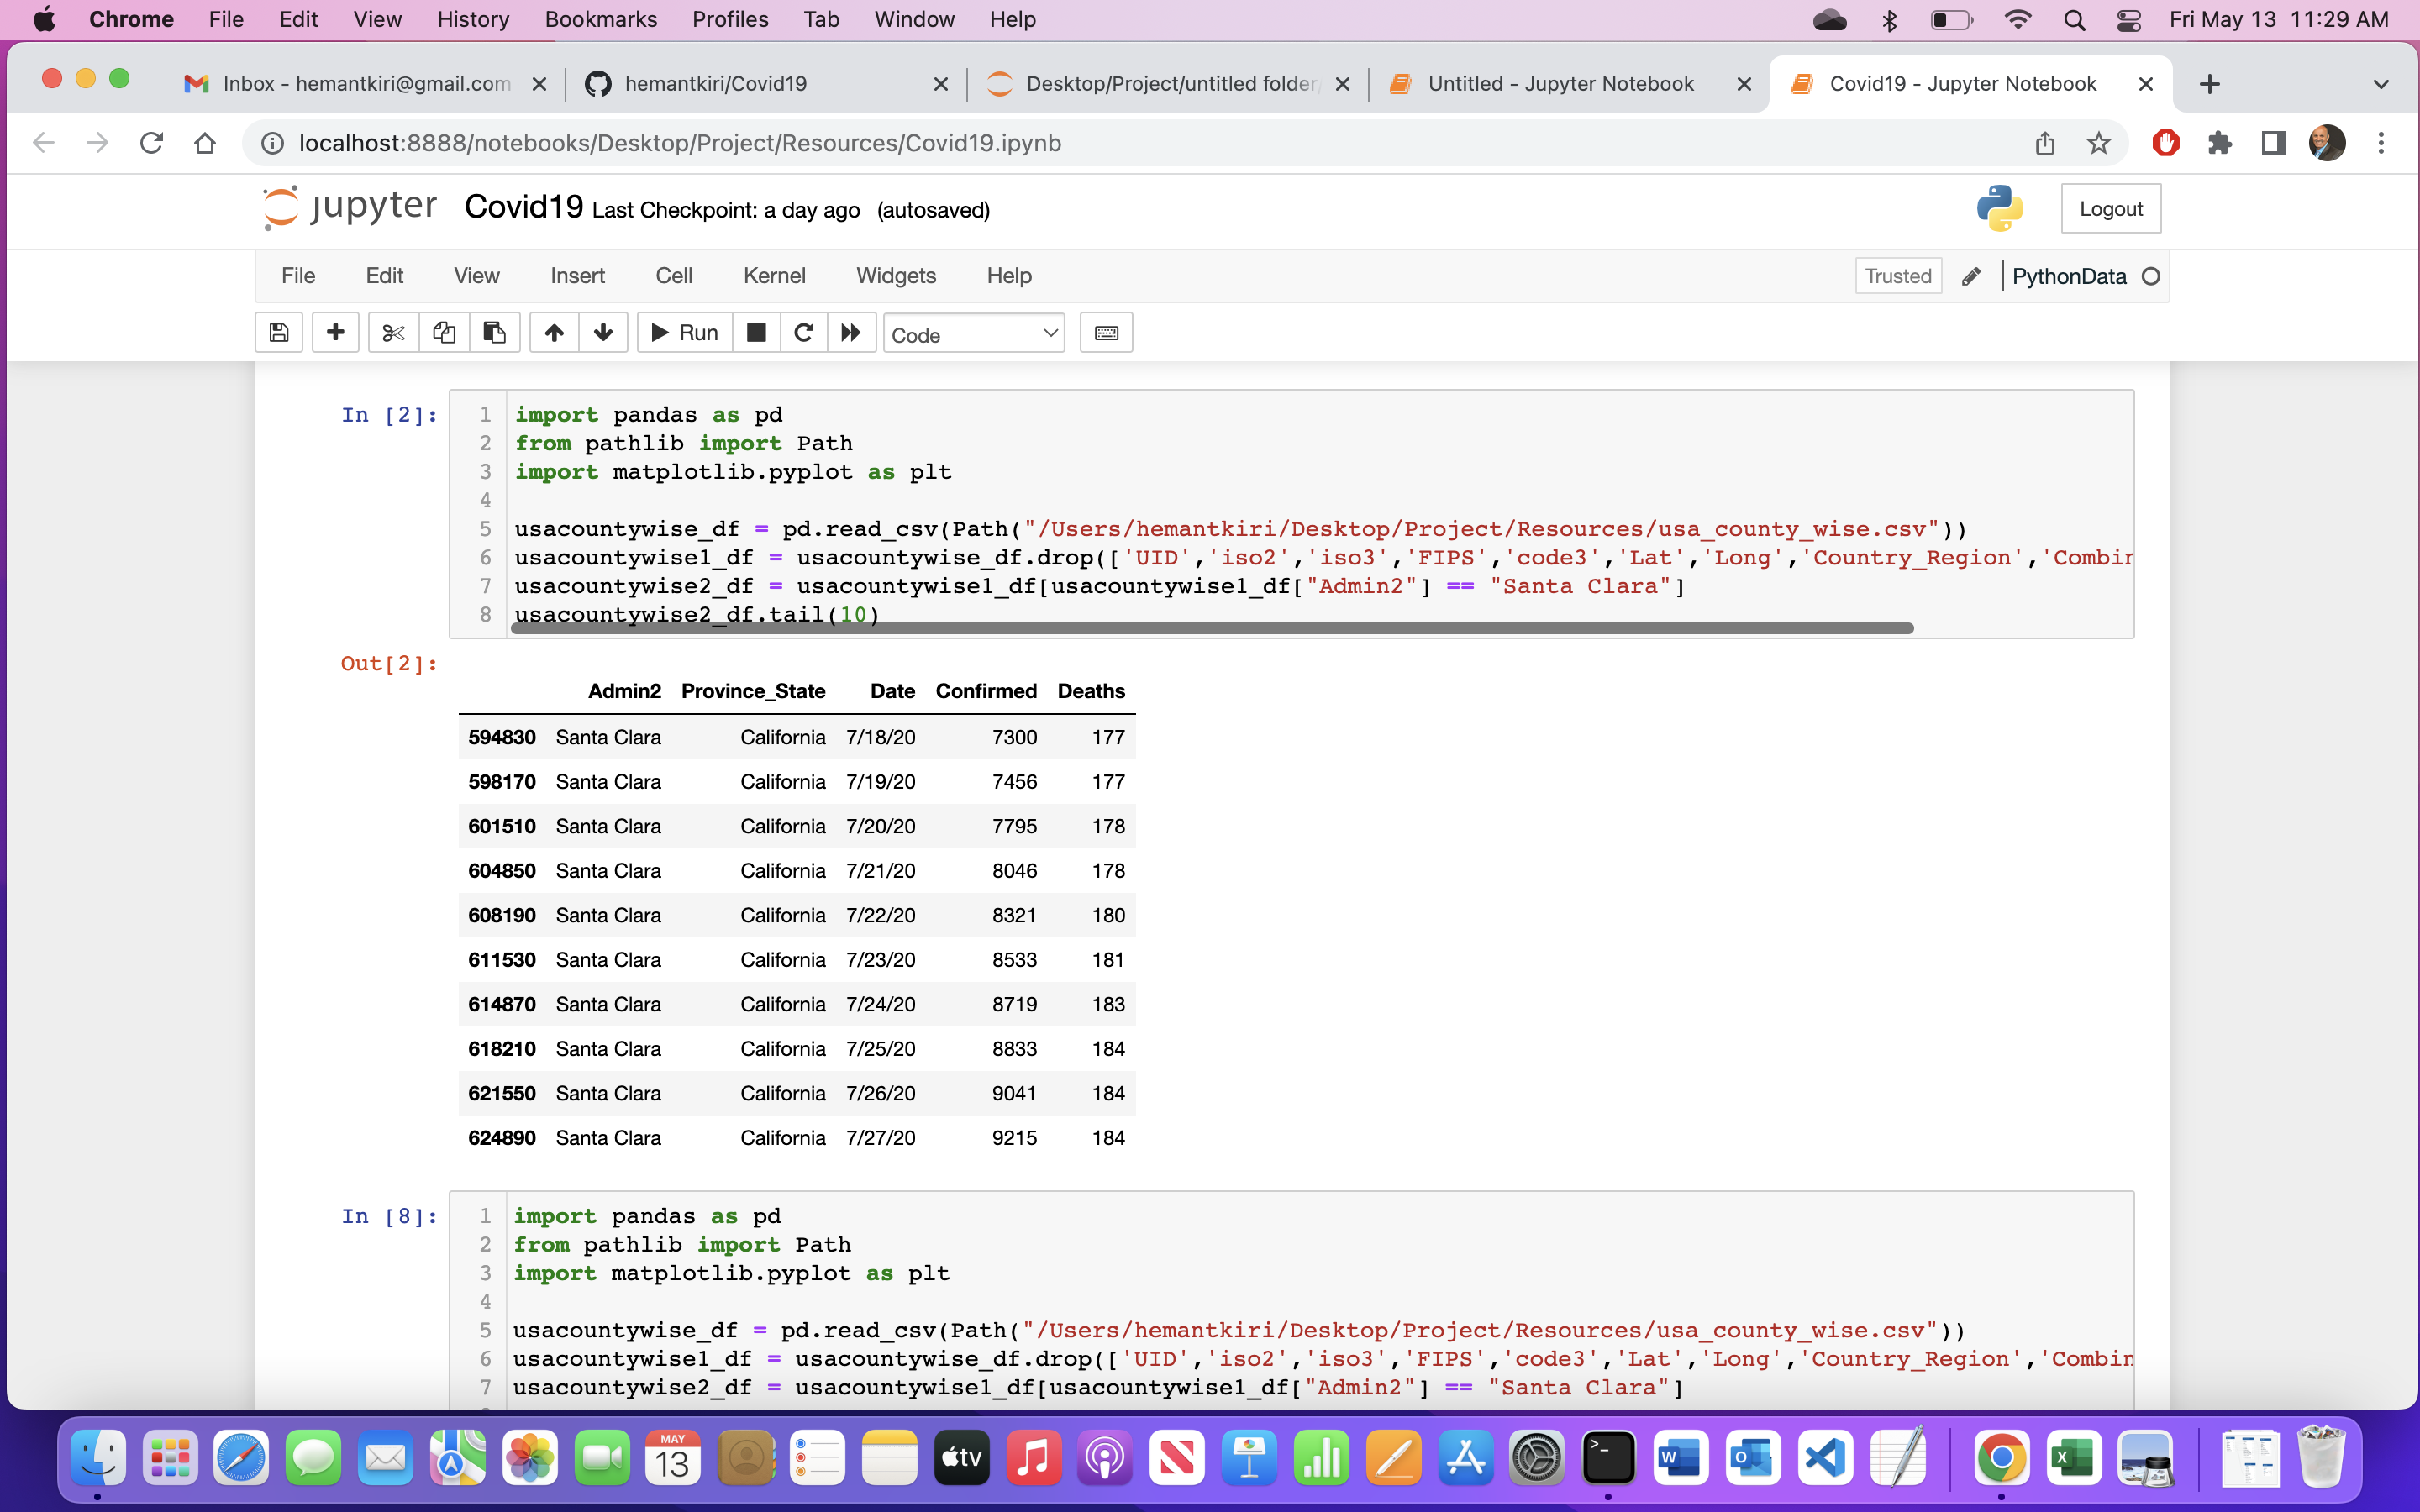 Chrome File Edit View History Bookmarks Profiles Tab Window Help Fri May 13 11:29 AM
Inbox - hemantkiri@gmail.com hemantkiri/Covid19 Desktop/Project/untitled folder/ Untitled - Jupyter Notebook Covid19 - Jupyter Notebook
localhost:8888/notebooks/Desktop/Project/Resources/Covid19.ipynb
jupyter Covid19 Last Checkpoint: a day ago (autosaved) Logout
File Edit View Insert Cell Kernel Widgets Help Trusted PythonData
Run Code
In [2]: 1 import pandas as pd
2 from pathlib import Path
3 import matplotlib.pyplot as plt
4
5 usacountywise_df = pd.read_csv(Path("/Users/hemantkiri/Desktop/Project/Resources/usa_county_wise.csv"))
6 usacountywise1_df = usacountywise_df.drop(['UID','iso2','iso3','FIPS','code3','Lat','Long','Country_Region','Combin
7 usacountywise2_df = usacountywise1_df[usacountywise1_df["Admin2"] == "Santa Clara"]
8 usacountywise2_df.tail(10)
Out[2]:
Admin2 Province_State Date Confirmed Deaths
594830 Santa Clara California 7/18/20 7300 177
598170 Santa Clara California 7/19/20 7456 177
601510 Santa Clara California 7/20/20 7795 178
604850 Santa Clara California 7/21/20 8046 178
608190 Santa Clara California 7/22/20 8321 180
611530 Santa Clara California 7/23/20 8533 181
614870 Santa Clara California 7/24/20 8719 183
618210 Santa Clara California 7/25/20 8833 184
621550 Santa Clara California 7/26/20 9041 184
624890 Santa Clara California 7/27/20 9215 184
In [8]: 1 import pandas as pd
2 from pathlib import Path
3 import matplotlib.pyplot as plt
4
5 usacountywise_df = pd.read_csv(Path("/Users/hemantkiri/Desktop/Project/Resources/usa_county_wise.csv"))
6 usacountywise1_df = usacountywise_df.drop(['UID','iso2','iso3','FIPS','code3','Lat','Long','Country_Region','Combin
7 usacountywise2_df = usacountywise1_df[usacountywise1_df["Admin2"] == "Santa Clara"]
MAY
13
tv
>_
W
O
X